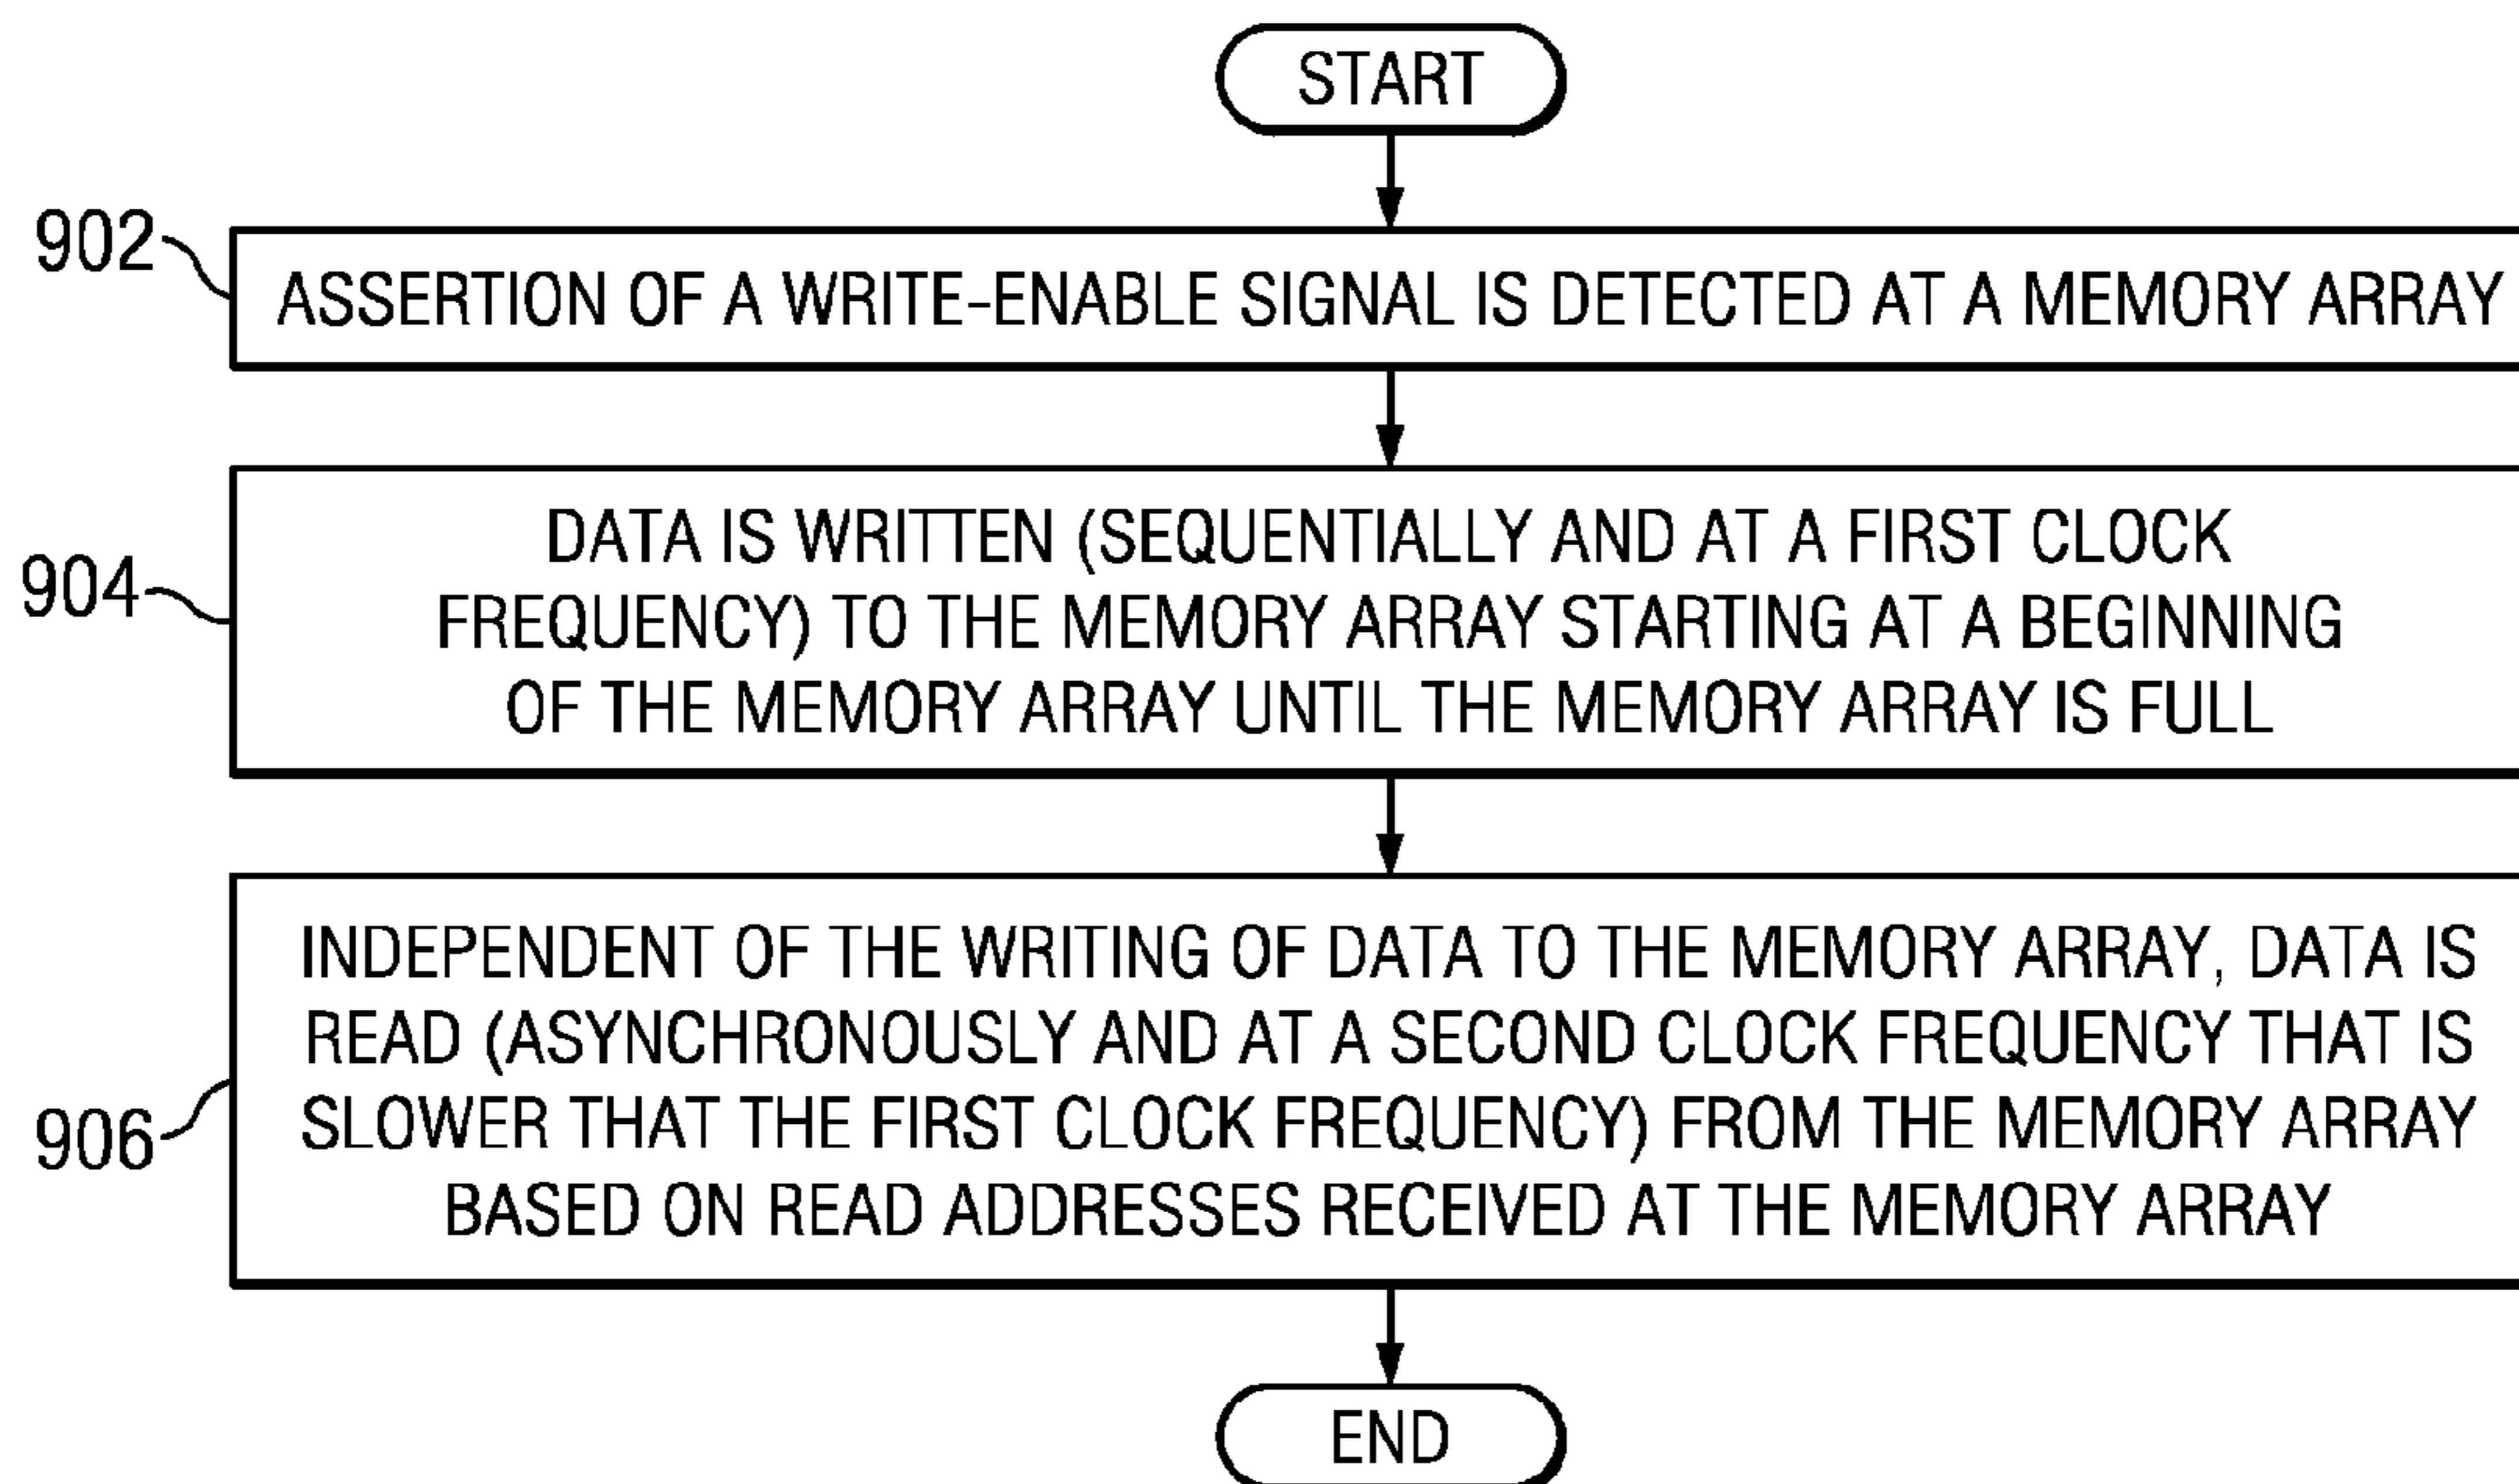 START
902
ASSERTION OF A WRITE-ENABLE SIGNAL IS DETECTED AT A MEMORY ARRAY
904
DATA IS WRITTEN (SEQUENTIALLY AND AT A FIRST CLOCK
FREQUENCY) TO THE MEMORY ARRAY STARTING AT A BEGINNING
OF THE MEMORY ARRAY UNTIL THE MEMORY ARRAY IS FULL
906
INDEPENDENT OF THE WRITING OF DATA TO THE MEMORY ARRAY, DATA IS
READ (ASYNCHRONOUSLY AND AT A SECOND CLOCK FREQUENCY THAT IS
SLOWER THAT THE FIRST CLOCK FREQUENCY) FROM THE MEMORY ARRAY
BASED ON READ ADDRESSES RECEIVED AT THE MEMORY ARRAY
END